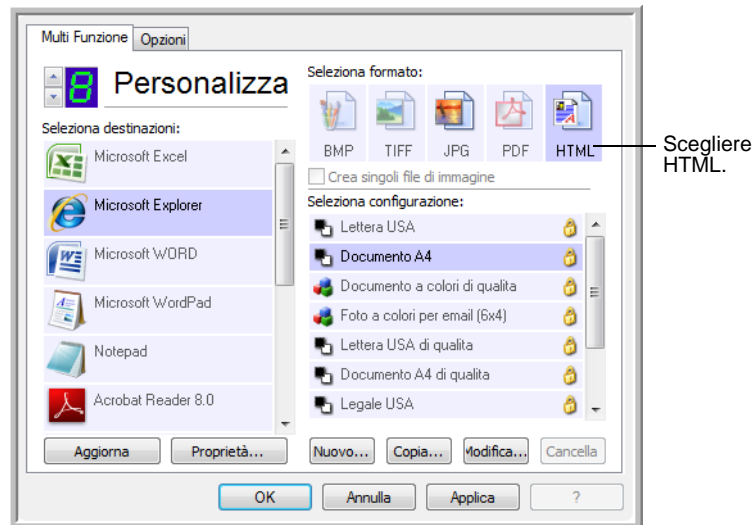 Multi Funzione
Opzioni
8
Personalizza
Seleziona destinazioni:
Microsoft Excel
Microsoft Explorer
Microsoft WORD
Microsoft WordPad
Notepad
Acrobat Reader 8.0
Aggiorna
Proprietà...
Seleziona formato:
BMP
TIFF
JPG
PDF
HTML
Crea singoli file di immagine
Seleziona configurazione:
Lettera USA
Documento A4
Documento a colori di qualita
Foto a colori per email (6x4)
Lettera USA di qualita
Documento A4 di qualita
Legale USA
Nuovo...
Copia...
Modifica...
Cancella
OK
Annulla
Applica
?
Scegliere
HTML.